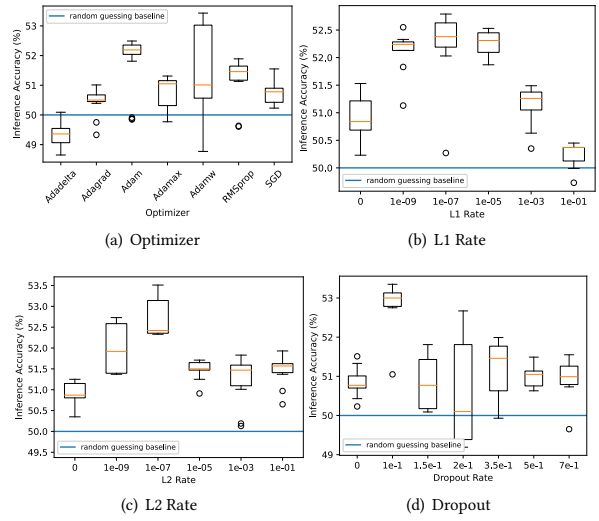 random guessing baseline
Inference Accuracy (%)
53
52
51
50
49
Adadelta
Agagrad
Adam
Adamax
Adamw
RMSprop
SGD
Optimizer
(a) Optimizer
Inference Accuracy (%)
52.5
52.0
51.5
51.0
50.5
50.0
random guessing baseline
0 1e-09 1e-07 1e-05 1e-03 1e-01
L1 Rate
(b) L1 Rate
Inference Accuracy (%)
53.5
53.0
52.5
52.0
51.5
51.0
50.5
50.0
49.5
random guessing baseline
0 1e-09 1e-07 1e-05 1e-03 1e-01
L2 Rate
(c) L2 Rate
Inference Accuracy (%)
53
52
51
50
49
random guessing baseline
0 1e-1 1.5e-1 2e-1 3.5e-1 5e-1 7e-1
Dropout Rate
(d) Dropout